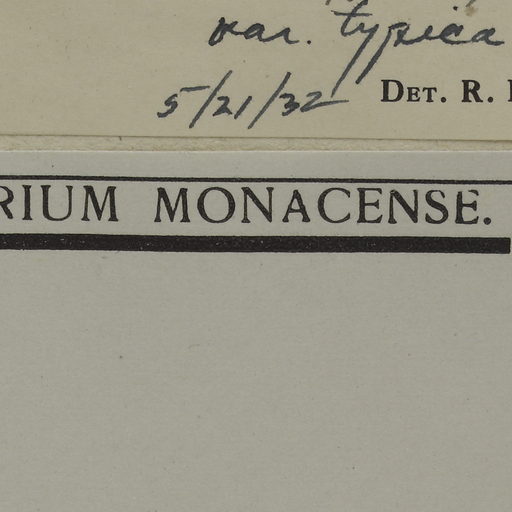 var. typica
5/21/32 DET. R.
RIUM MONACENSE.